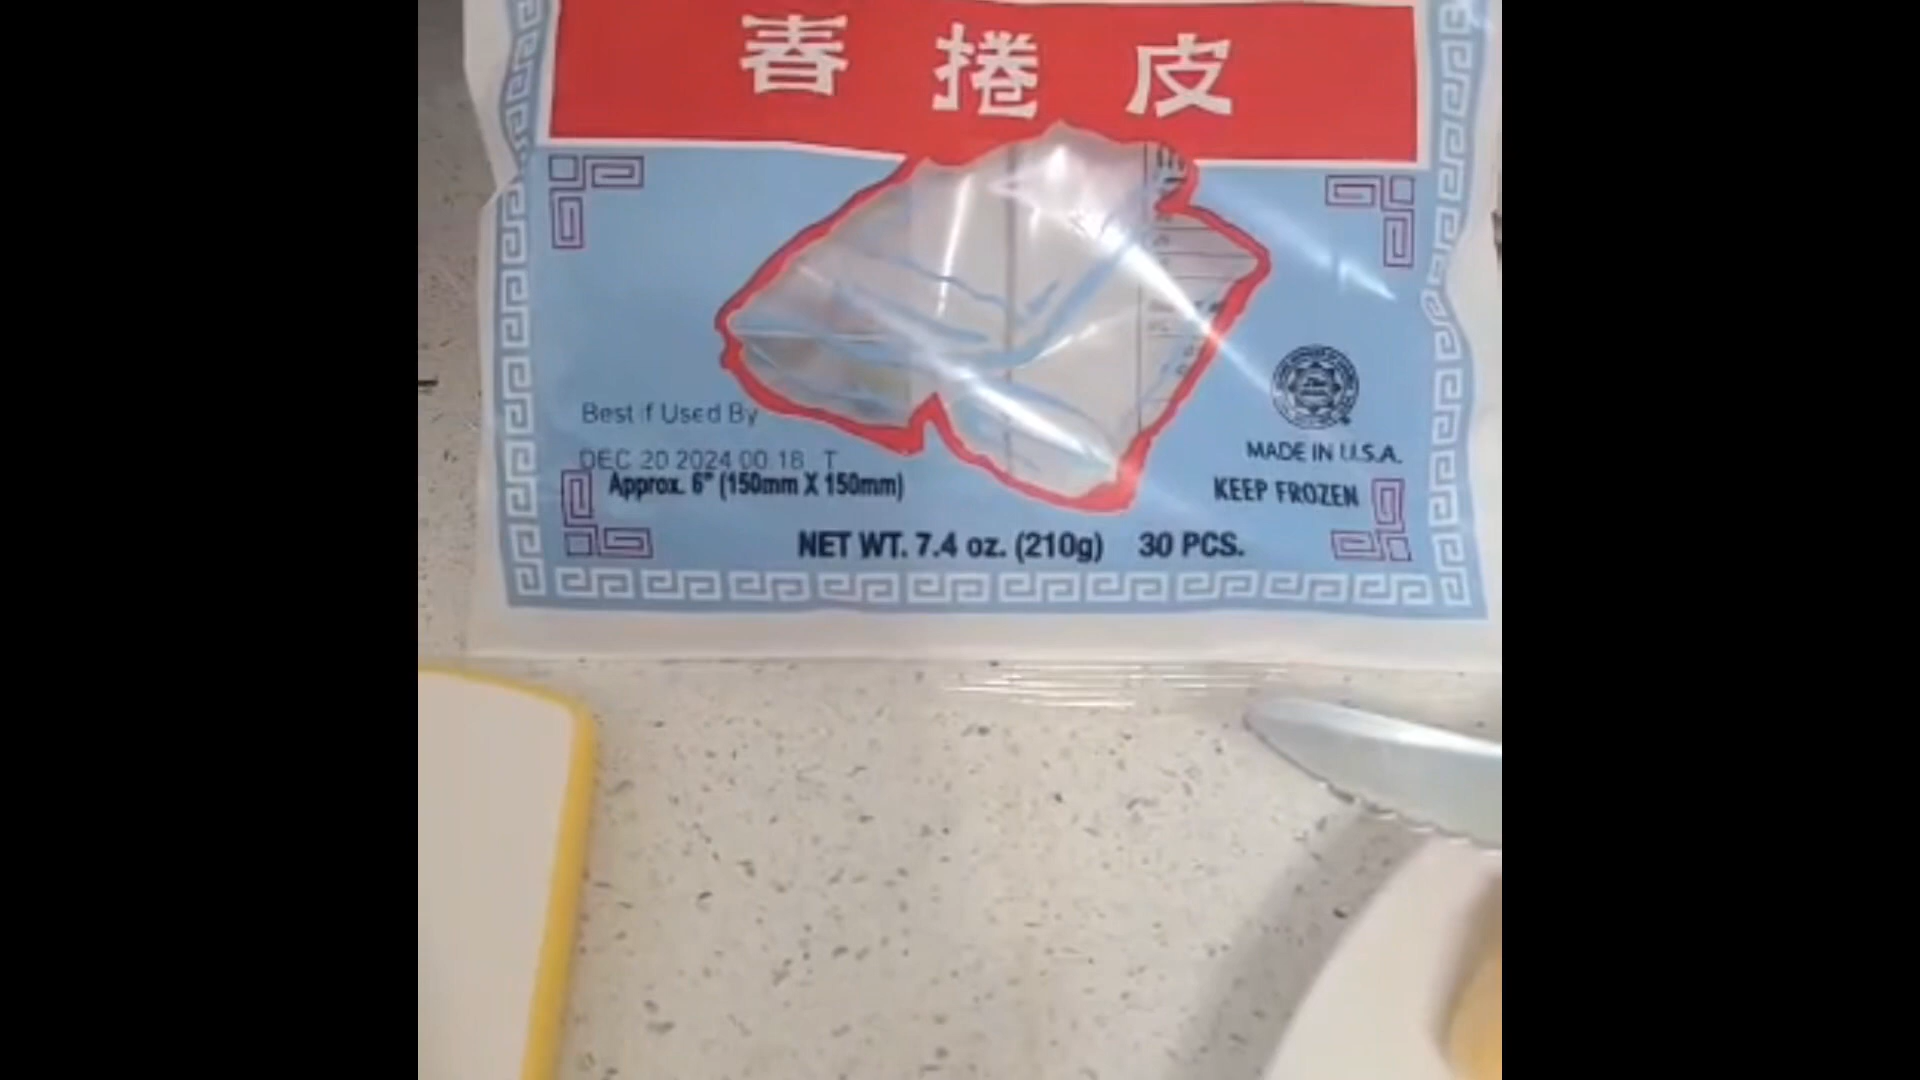 春捲皮
Best if Used By
DEC 20 2024 00 18 T
Approx. 6" (150mm X 150mm)
MADE IN U.S.A.
KEEP FROZEN
NET WT. 7.4 oz. (210g) 30 PCS.